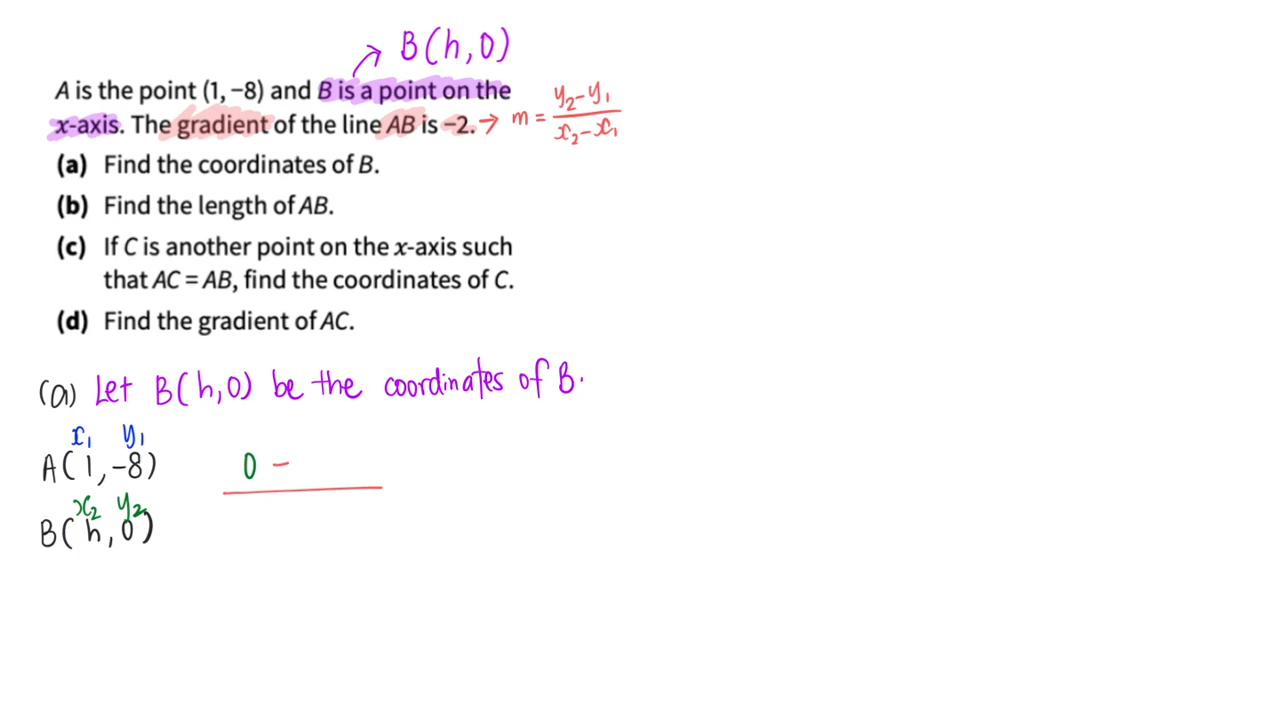 B(h,0)
A is the point (1, −8) and B is a point on the
x-axis. The gradient of the line AB is −2. → m = y₂−y₁ / x₂−x₁
(a) Find the coordinates of B.
(b) Find the length of AB.
(c) If C is another point on the x-axis such
that AC = AB, find the coordinates of C.
(d) Find the gradient of AC.
(a) Let B(h,0) be the coordinates of B.
x₁ y₁
A(1,-8) 0 −
x₂ y₂
B(h,0)